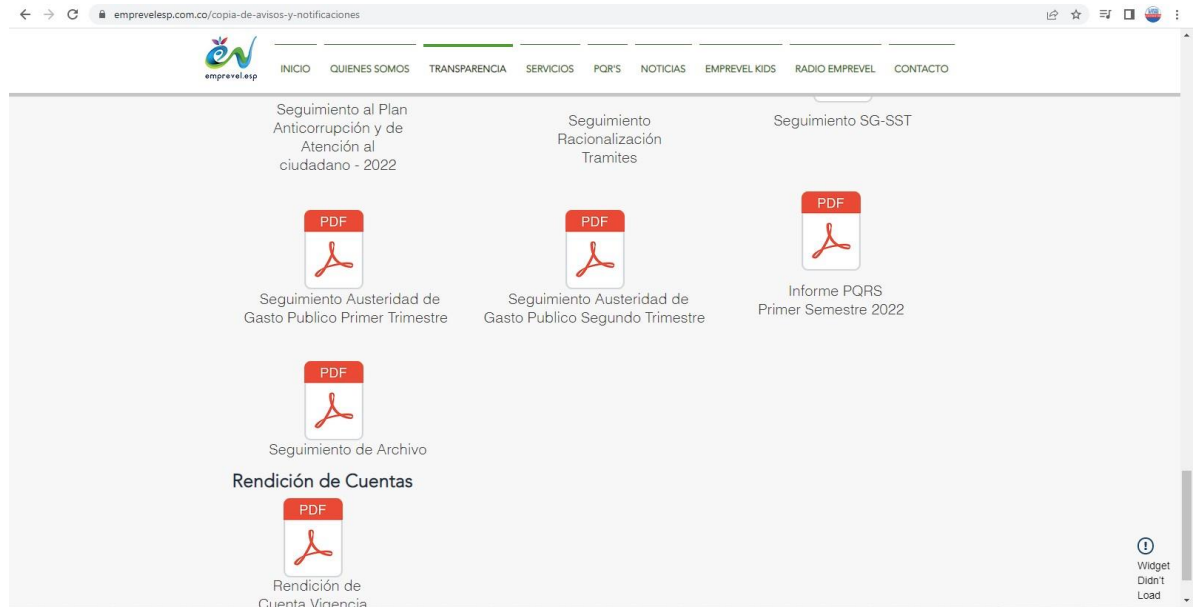 emprevelesp.com.co/copia-de-avisos-y-notificaciones
emprevel.esp
INICIO QUIENES SOMOS TRANSPARENCIA SERVICIOS PQR'S NOTICIAS EMPREVEL KIDS RADIO EMPREVEL CONTACTO
Seguimiento al Plan
Anticorrupción y de
Atención al
ciudadano - 2022
Seguimiento
Racionalización
Tramites
Seguimiento SG-SST
PDF
Seguimiento Austeridad de
Gasto Publico Primer Trimestre
PDF
Seguimiento Austeridad de
Gasto Publico Segundo Trimestre
PDF
Informe PQRS
Primer Semestre 2022
PDF
Seguimiento de Archivo
Rendición de Cuentas
PDF
Rendición de
Cuenta Vigencia
Widget
Didn't
Load